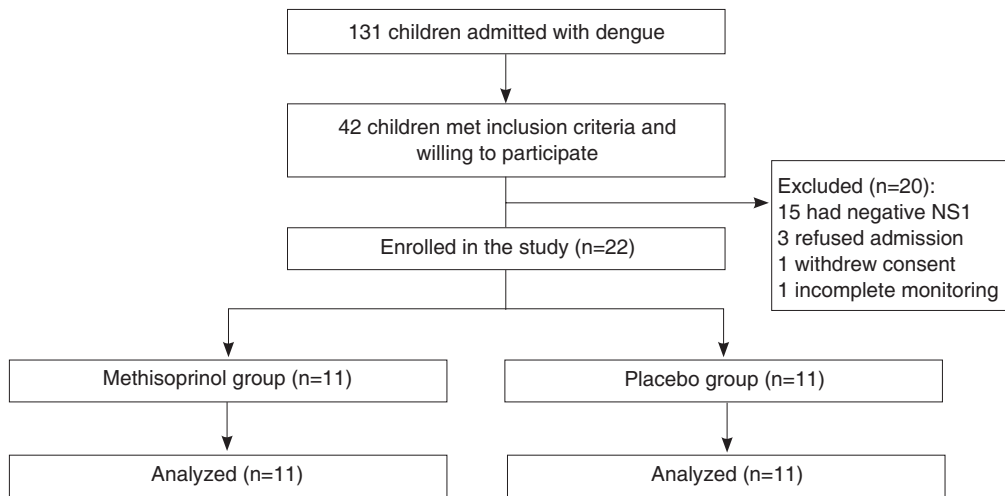 131 children admitted with dengue
42 children met inclusion criteria and
willing to participate
Excluded (n=20):
15 had negative NS1
3 refused admission
1 withdrew consent
1 incomplete monitoring
Enrolled in the study (n=22)
Methisoprinol group (n=11)
Placebo group (n=11)
Analyzed (n=11)
Analyzed (n=11)